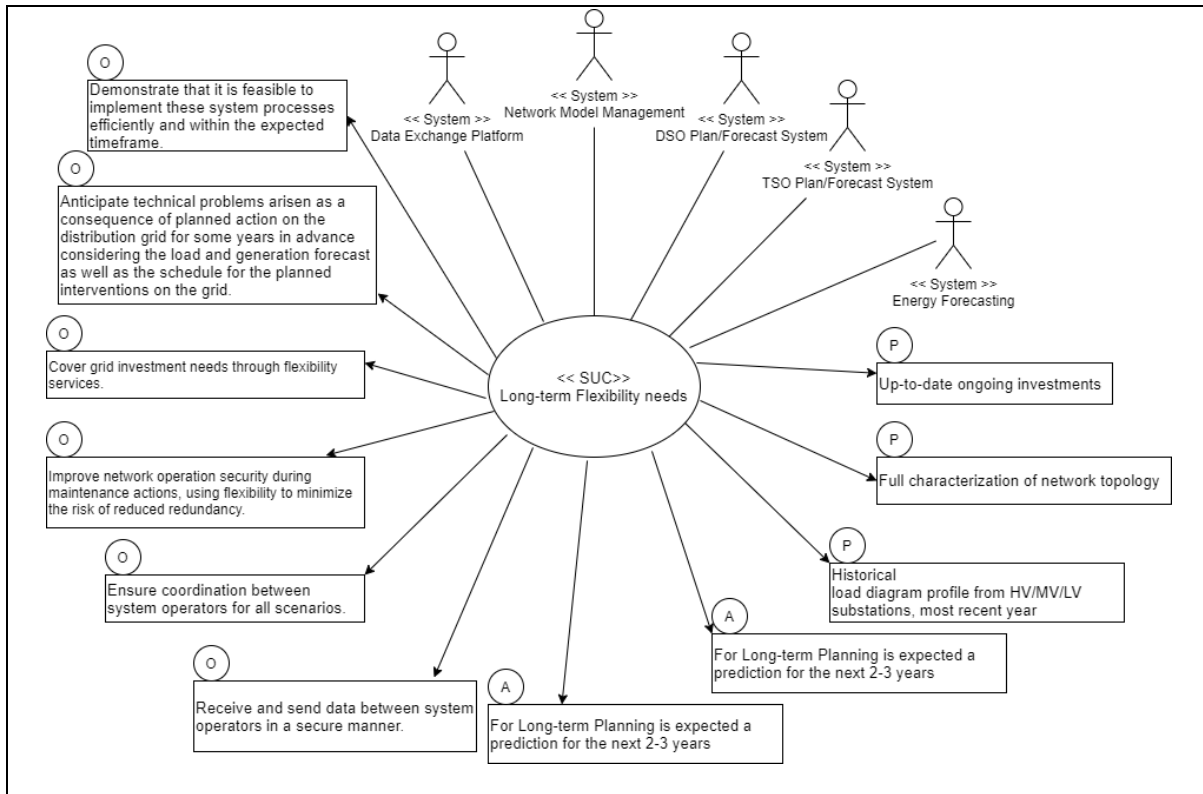 O
Demonstrate that it is feasible to
implement these system processes
efficiently and within the expected
timeframe.
<< System >>
Data Exchange Platform
<< System >>
Network Model Management
<< System >>
DSO Plan/Forecast System
<< System >>
TSO Plan/Forecast System
<< System >>
Energy Forecasting
O
Anticipate technical problems arisen as a
consequence of planned action on the
distribution grid for some years in advance
considering the load and generation forecast
as well as the schedule for the planned
interventions on the grid.
O
Cover grid investment needs through flexibility
services.
<< SUC>>
Long-term Flexibility needs
P
Up-to-date ongoing investments
O
Improve network operation security during
maintenance actions, using flexibility to minimize
the risk of reduced redundancy.
P
Full characterization of network topology
O
Ensure coordination between
system operators for all scenarios.
P
Historical
load diagram profile from HV/MV/LV
substations, most recent year
A
For Long-term Planning is expected a
prediction for the next 2-3 years
O
Receive and send data between system
operators in a secure manner.
A
For Long-term Planning is expected a
prediction for the next 2-3 years